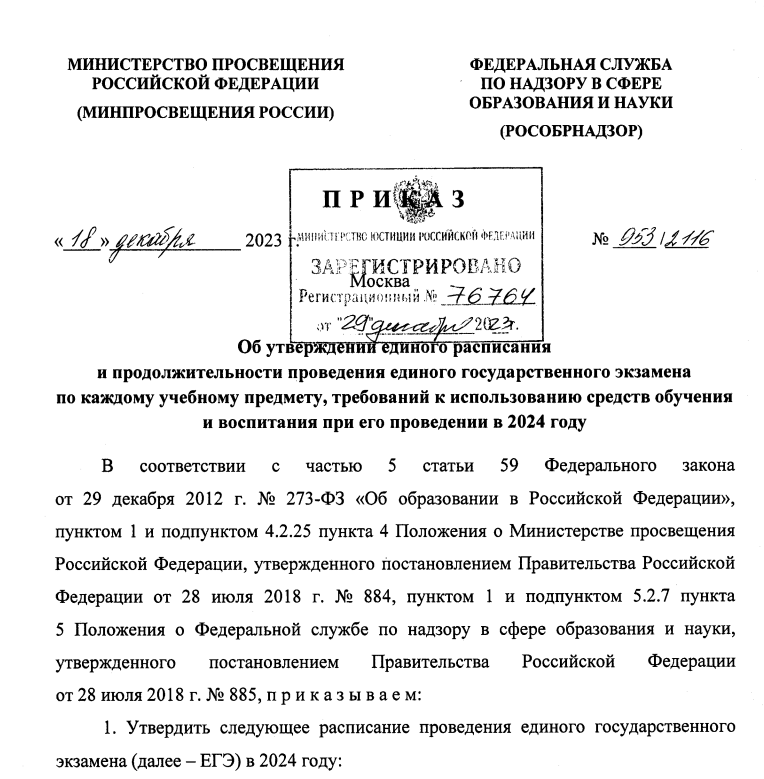 МИНИСТЕРСТВО ПРОСВЕЩЕНИЯ
РОССИЙСКОЙ ФЕДЕРАЦИИ
(МИНПРОСВЕЩЕНИЯ РОССИИ)
ФЕДЕРАЛЬНАЯ СЛУЖБА
ПО НАДЗОРУ В СФЕРЕ
ОБРАЗОВАНИЯ И НАУКИ
(РОСОБРНАДЗОР)
П Р И К А З
«18» декабря 2023 г.
№ 953/2116
МИНИСТЕРСТВО ЮСТИЦИИ РОССИЙСКОЙ ФЕДЕРАЦИИ
ЗАРЕГИСТРИРОВАНО
Москва
Регистрационный № 76764
от "29" декабря 2023г.
Об утверждении единого расписания
и продолжительности проведения единого государственного экзамена
по каждому учебному предмету, требований к использованию средств обучения
и воспитания при его проведении в 2024 году
В соответствии с частью 5 статьи 59 Федерального закона
от 29 декабря 2012 г. № 273-ФЗ «Об образовании в Российской Федерации»,
пунктом 1 и подпунктом 4.2.25 пункта 4 Положения о Министерстве просвещения
Российской Федерации, утвержденного постановлением Правительства Российской
Федерации от 28 июля 2018 г. № 884, пунктом 1 и подпунктом 5.2.7 пункта
5 Положения о Федеральной службе по надзору в сфере образования и науки,
утвержденного постановлением Правительства Российской Федерации
от 28 июля 2018 г. № 885, п р и к а з ы в а е м:
1. Утвердить следующее расписание проведения единого государственного
экзамена (далее – ЕГЭ) в 2024 году: